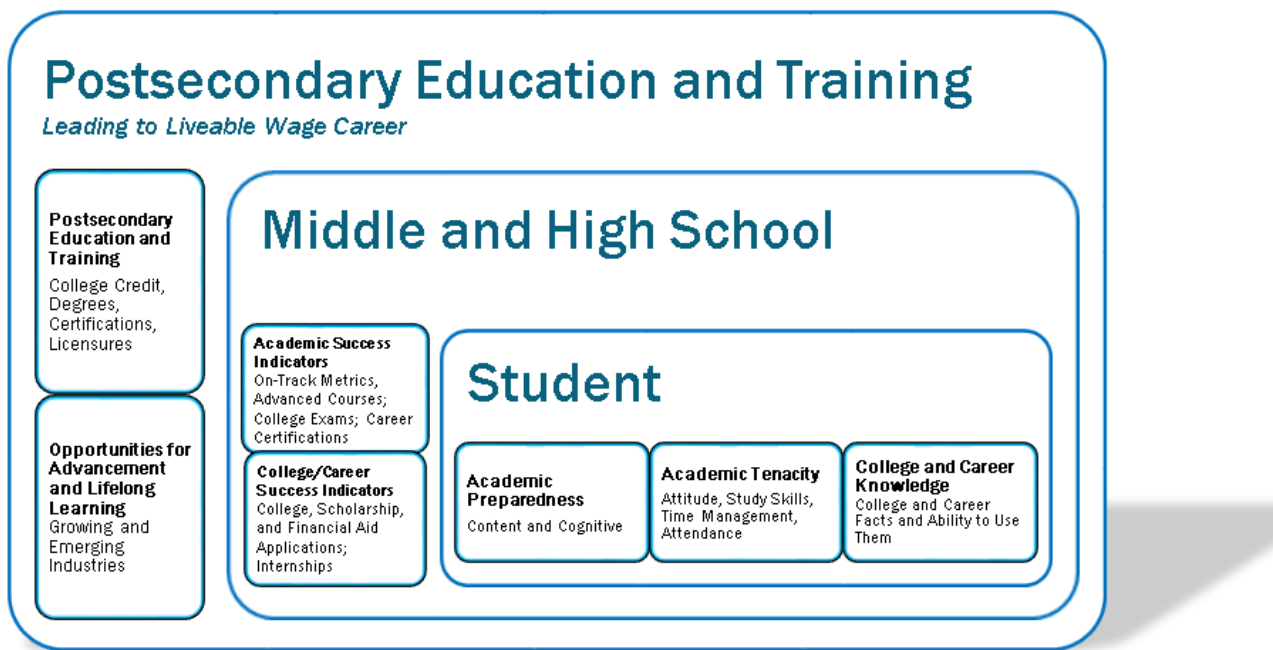 Postsecondary Education and Training
Leading to Liveable Wage Career
Postsecondary
Education and
Training
College Credit,
Degrees,
Certifications,
Licensures
Opportunities for
Advancement
and Lifelong
Learning
Growing and
Emerging
Industries
Middle and High School
Academic Success
Indicators
On-Track Metrics,
Advanced Courses;
College Exams; Career
Certifications
College/Career
Success Indicators
College, Scholarship,
and Financial Aid
Applications;
Internships
Student
Academic
Preparedness
Content and Cognitive
Academic Tenacity
Attitude, Study Skills,
Time Management,
Attendance
College and Career
Knowledge
College and Career
Facts and Ability to Use
Them